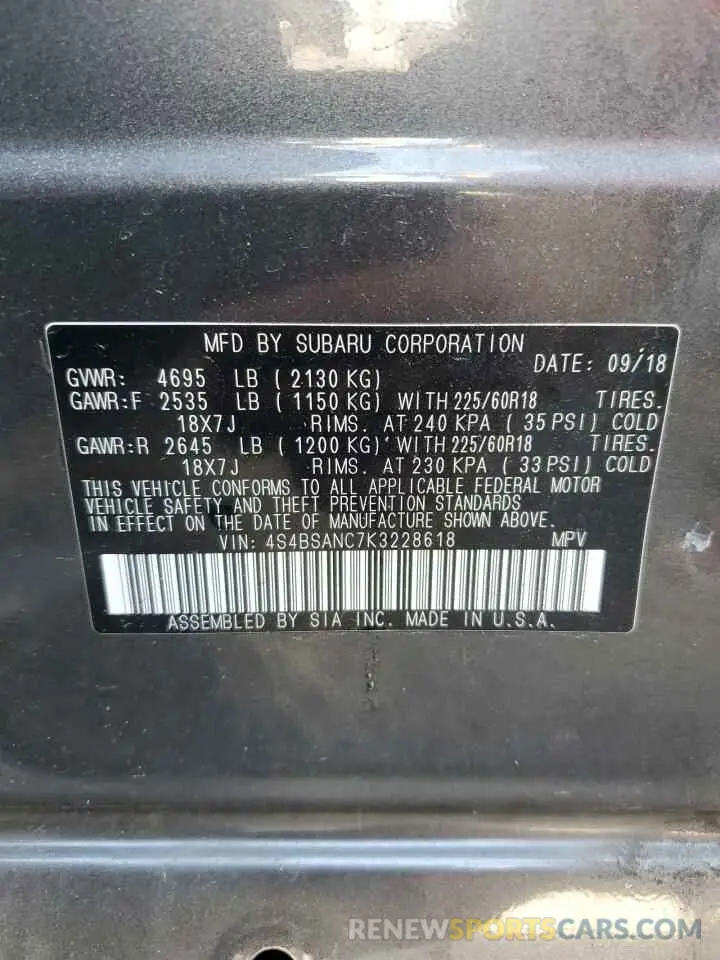 MFD BY SUBARU CORPORATION
DATE: 09/18
GVWR: 4695 LB ( 2130 KG)
GAWR:F 2535 LB ( 1150 KG) WITH 225/60R18 TIRES.
18X7J RIMS. AT 240 KPA ( 35 PSI) COLD
GAWR:R 2645 LB ( 1200 KG) WITH 225/60R18 TIRES.
18X7J RIMS. AT 230 KPA ( 33 PSI) COLD
THIS VEHICLE CONFORMS TO ALL APPLICABLE FEDERAL MOTOR
VEHICLE SAFETY AND THEFT PREVENTION STANDARDS
IN EFFECT ON THE DATE OF MANUFACTURE SHOWN ABOVE.
VIN: 4S4BSANC7K3228618 MPV
ASSEMBLED BY SIA INC. MADE IN U.S.A.
RENEWSPORTSCARS.COM